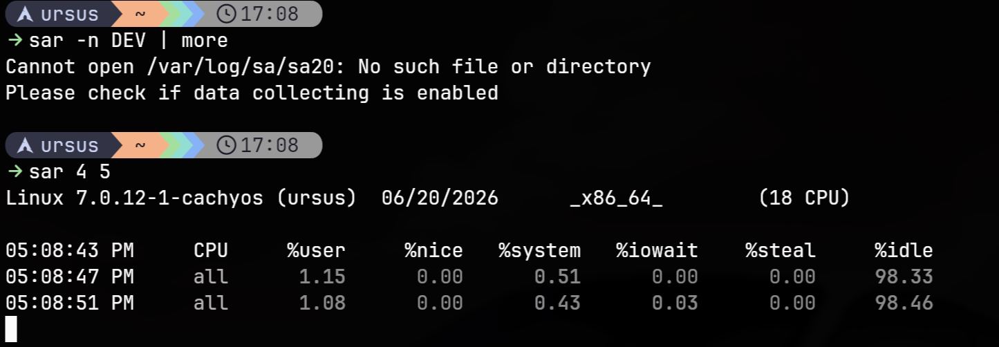 ursus ~ 17:08
→ sar -n DEV | more
Cannot open /var/log/sa/sa20: No such file or directory
Please check if data collecting is enabled
ursus ~ 17:08
→ sar 4 5
Linux 7.0.12-1-cachyos (ursus) 06/20/2026 _x86_64_ (18 CPU)
05:08:43 PM CPU %user %nice %system %iowait %steal %idle
05:08:47 PM all 1.15 0.00 0.51 0.00 0.00 98.33
05:08:51 PM all 1.08 0.00 0.43 0.03 0.00 98.46